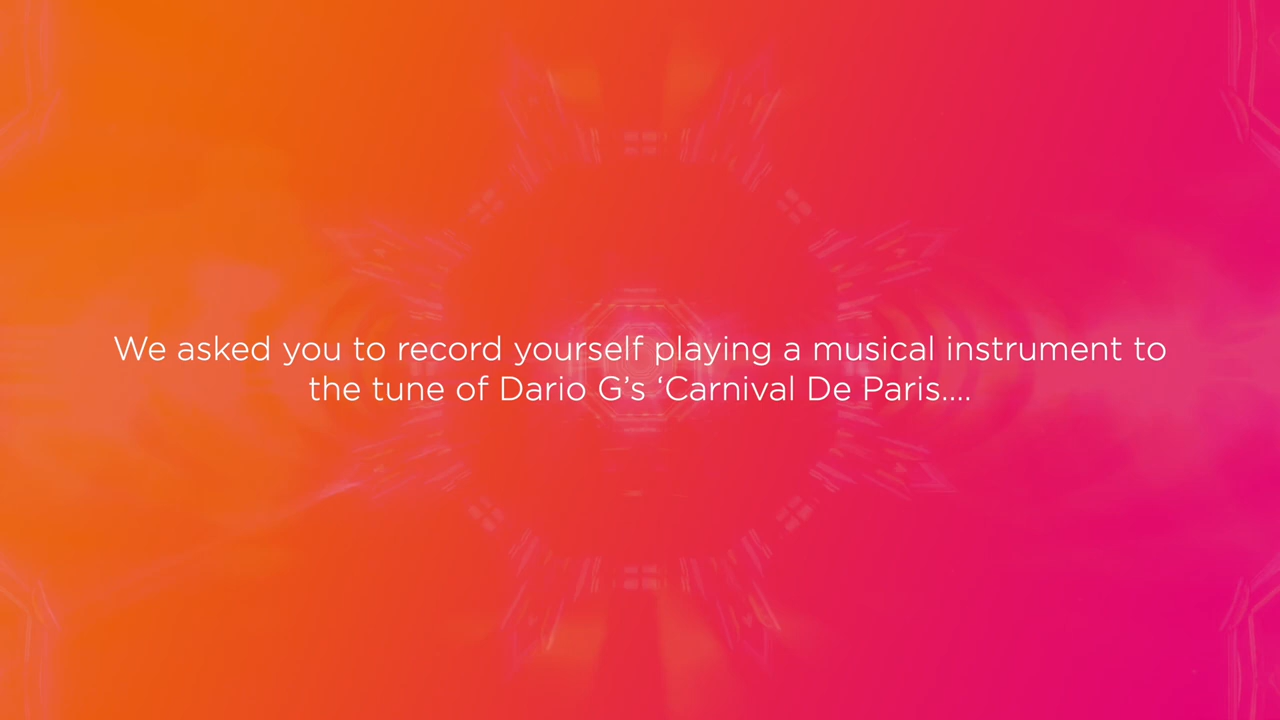 We asked you to record yourself playing a musical instrument to
the tune of Dario G’s ‘Carnival De Paris....